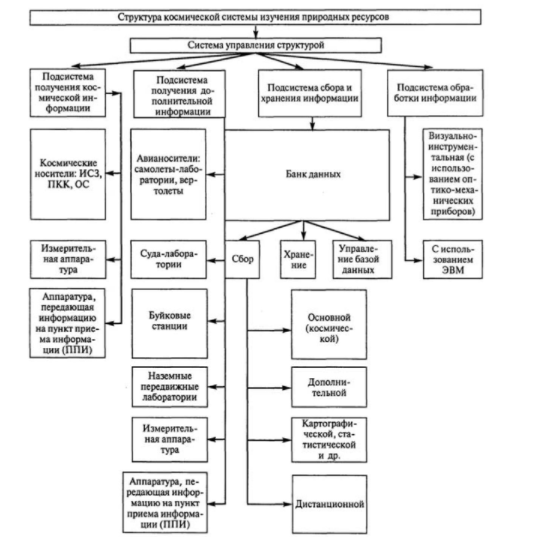 Структура космической системы изучения природных ресурсов
Система управления структурой
Подсистема
получения кос-
мической ин-
формации
Подсистема
получения до-
полнительной
информации
Подсистема сбора и
хранения информации
Подсистема обра-
ботки информации
Космические
носители: ИСЗ,
ПКК, ОС
Авианосители:
самолеты-лабо-
ратории, вер-
толеты
Банк данных
Визуально-
инструмен-
тальная (с
использо-
ванием оп-
тико-меха-
нических
приборов)
Измеритель-
ная аппара-
тура
Суда-лабора-
тории
Сбор
Хране-
ние
Управле-
ние базой
данных
С исполь-
зованием
ЭВМ
Аппаратура,
передающая
информацию
на пункт прие-
ма информа-
ции (ППИ)
Буйковые
станции
Основной
(космичес-
кой)
Наземные
передвижные
лаборатории
Дополни-
тельной
Измеритель-
ная аппара-
тура
Картографи-
ческой, ста-
тистической
и др.
Аппаратура, пе-
редающая инфор-
мацию на пункт
приема информа-
ции (ППИ)
Дистанционной